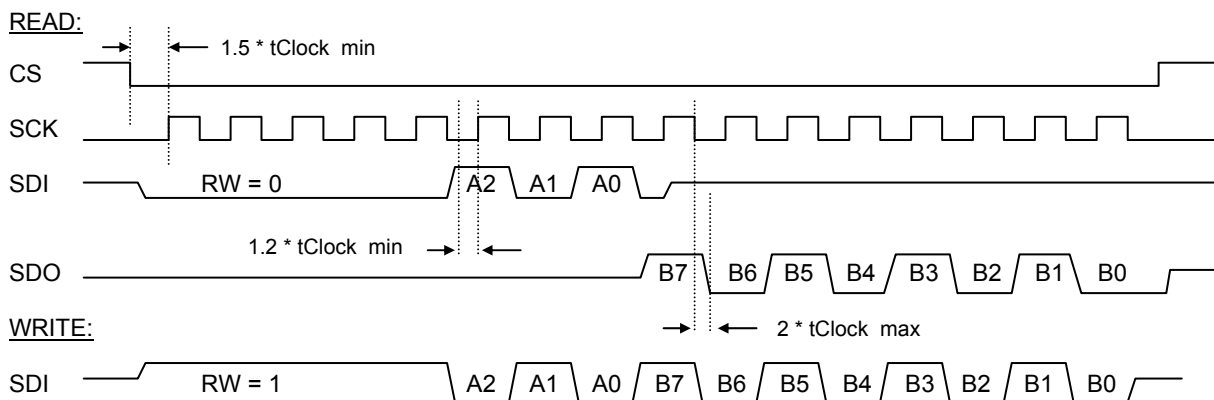 READ:
1.5 * tClock min
CS
SCK
SDI RW = 0 A2 A1 A0
1.2 * tClock min
SDO B7 B6 B5 B4 B3 B2 B1 B0
2 * tClock max
WRITE:
SDI RW = 1 A2 A1 A0 B7 B6 B5 B4 B3 B2 B1 B0